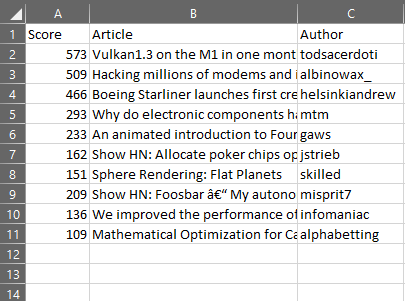 A B C
1 Score Article Author
2 573 Vulkan1.3 on the M1 in one mont todsacerdoti
3 509 Hacking millions of modems and i albinowax_
4 466 Boeing Starliner launches first cre helsinkiandrew
5 293 Why do electronic components ha mtm
6 233 An animated introduction to Four gaws
7 162 Show HN: Allocate poker chips op jstrieb
8 151 Sphere Rendering: Flat Planets skilled
9 209 Show HN: Foosbar â€“ My autono misprit7
10 136 We improved the performance of infomaniac
11 109 Mathematical Optimization for Ca alphabetting
12
13
14